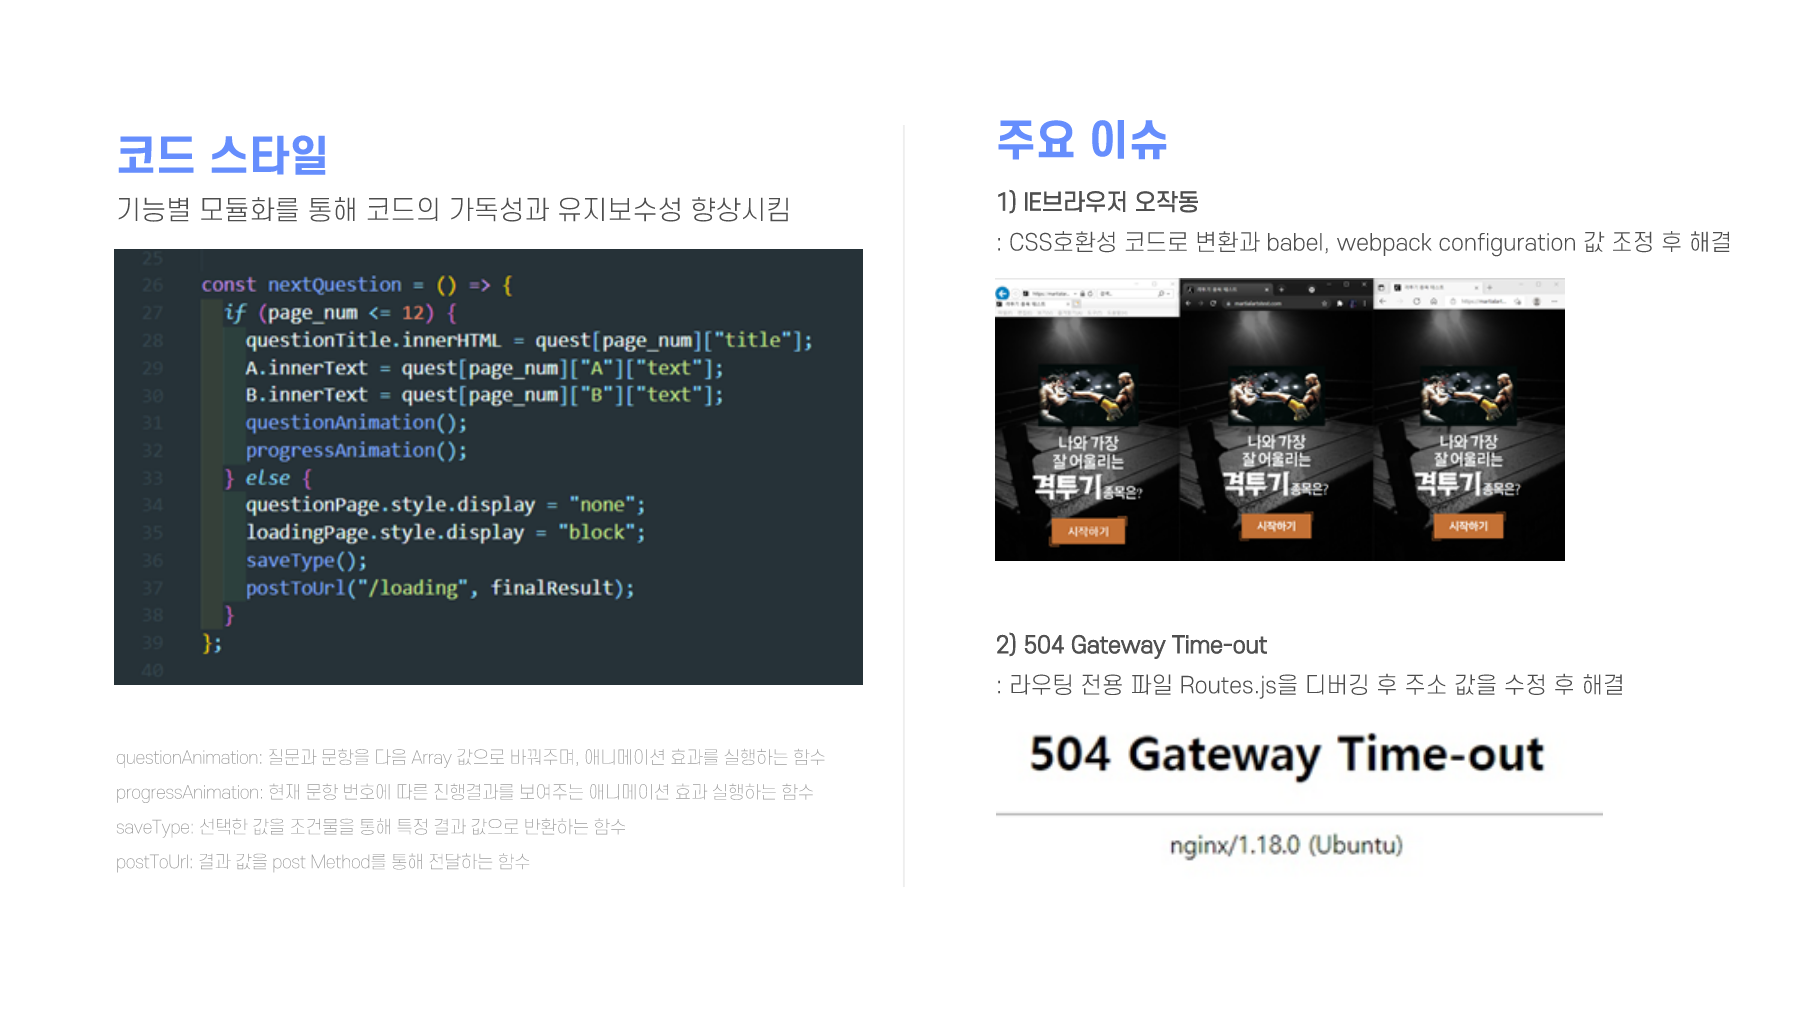 코드 스타일
기능별 모듈화를 통해 코드의 가독성과 유지보수성 향상시킴
25
26 const nextQuestion = () => {
27 if (page_num <= 12) {
28 questionTitle.innerHTML = quest[page_num]["title"];
29 A.innerText = quest[page_num]["A"]["text"];
30 B.innerText = quest[page_num]["B"]["text"];
31 questionAnimation();
32 progressAnimation();
33 } else {
34 questionPage.style.display = "none";
35 loadingPage.style.display = "block";
36 saveType();
37 postToUrl("/loading", finalResult);
38 }
39 };
40
questionAnimation: 질문과 문항을 다음 Array 값으로 바꿔주며, 애니메이션 효과를 실행하는 함수
progressAnimation: 현재 문항 번호에 따른 진행결과를 보여주는 애니메이션 효과 실행하는 함수
saveType: 선택한 값을 조건물을 통해 특정 결과 값으로 반환하는 함수
postToUrl: 결과 값을 post Method를 통해 전달하는 함수
주요 이슈
1) IE브라우저 오작동
: CSS호환성 코드로 변환과 babel, webpack configuration 값 조정 후 해결
나와 가장
잘 어울리는
격투기 종목은?
시작하기
나와 가장
잘 어울리는
격투기 종목은?
시작하기
나와 가장
잘 어울리는
격투기 종목은?
시작하기
2) 504 Gateway Time-out
: 라우팅 전용 파일 Routes.js을 디버깅 후 주소 값을 수정 후 해결
504 Gateway Time-out
nginx/1.18.0 (Ubuntu)